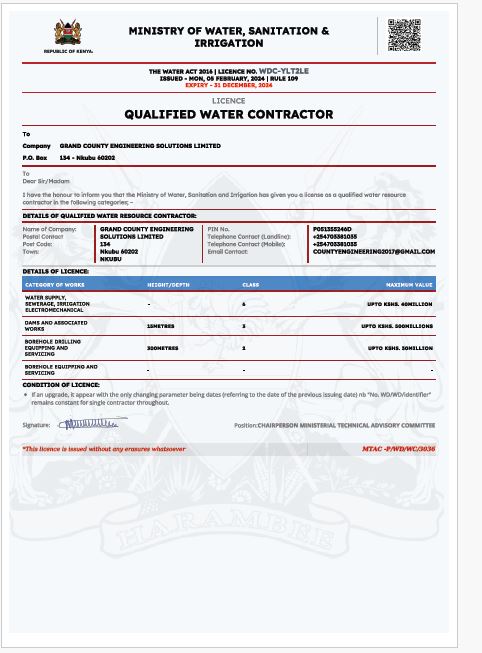 MINISTRY OF WATER, SANITATION &
IRRIGATION
REPUBLIC OF KENYA
THE WATER ACT 2016 | LICENCE NO. WDC-YLT2LE
ISSUED - MON, 05 FEBRUARY, 2024 | RULE 109
EXPIRY - 31 DECEMBER, 2024
LICENCE
QUALIFIED WATER CONTRACTOR
To
Company GRAND COUNTY ENGINEERING SOLUTIONS LIMITED
P.O. Box 134 - Nkubu 60202
To
Dear Sir/Madam
I have the honour to inform you that the Ministry of Water, Sanitation and Irrigation has given you a license as a qualified water resource
contractor in the following categories; -
DETAILS OF QUALIFIED WATER RESOURCE CONTRACTOR:
Name of Company: GRAND COUNTY ENGINEERING PIN No. P051355246D
Postal Contact SOLUTIONS LIMITED Telephone Contact (Landline): +254703381035
Post Code: 134 Telephone Contact (Mobile): +254703381035
Town: Nkubu 60202 Email Contact: COUNTYENGINEERING2017@GMAIL.COM
NKUBU
DETAILS OF LICENCE:
CATEGORY OF WORKS HEIGHT/DEPTH CLASS MAXIMUM VALUE
WATER SUPPLY,
SEWERAGE, IRRIGATION - 6 UPTO KSHS. 40MILLION
ELECTROMECHANICAL
DAMS AND ASSOCIATED 15METRES 3 UPTO KSHS. 500MILLIONS
WORKS
BOREHOLE DRILLING
EQUIPPING AND 300METRES 2 UPTO KSHS. 30MILLION
SERVICING
BOREHOLE EQUIPPING AND - - -
SERVICING
CONDITION OF LICENCE:
If an upgrade, it appear with the only changing parameter being dates (referring to the date of the previous issuing date) nb "No. WD/WD/identifier"
remains constant for single contractor throughout.
Signature: Position:CHAIRPERSON MINISTERIAL TECHNICAL ADVISORY COMMITTEE
*This licence is issued without any erasures whatsoever MTAC -P/WD/WC/3036
HARAMBEE